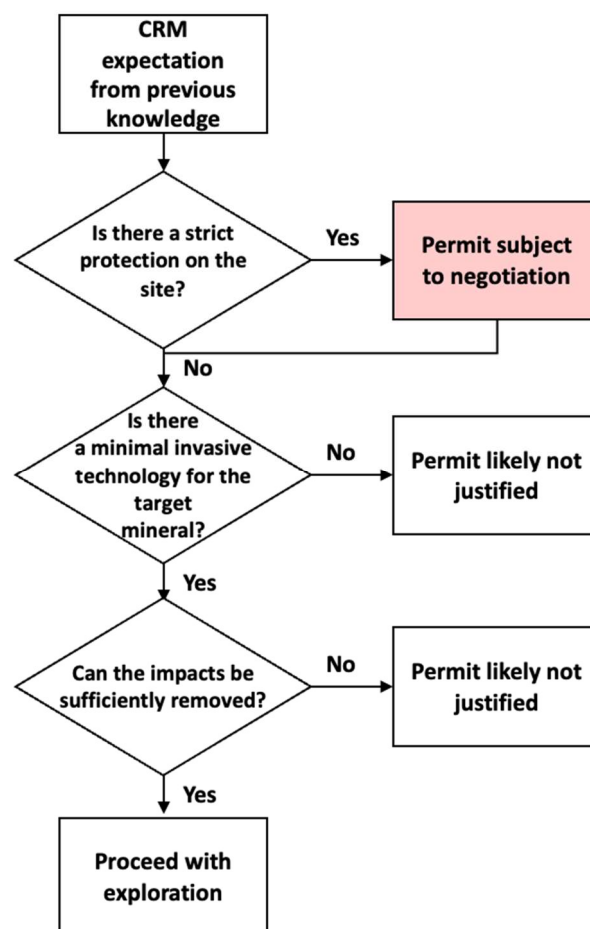 CRM
expectation
from previous
knowledge
Is there a strict
protection on the
site?
Yes
Permit subject
to negotiation
No
Is there
a minimal invasive
technology for the
target
mineral?
No
Permit likely not
justified
Yes
Can the impacts be
sufficiently removed?
No
Permit likely not
justified
Yes
Proceed with
exploration